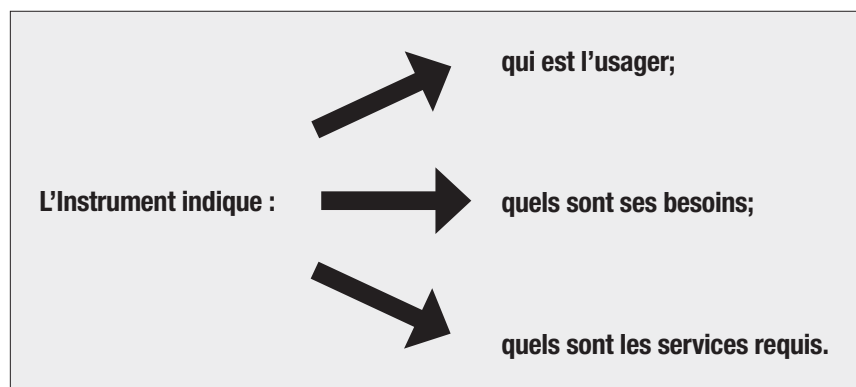 qui est l’usager;
L’Instrument indique :
quels sont ses besoins;
quels sont les services requis.